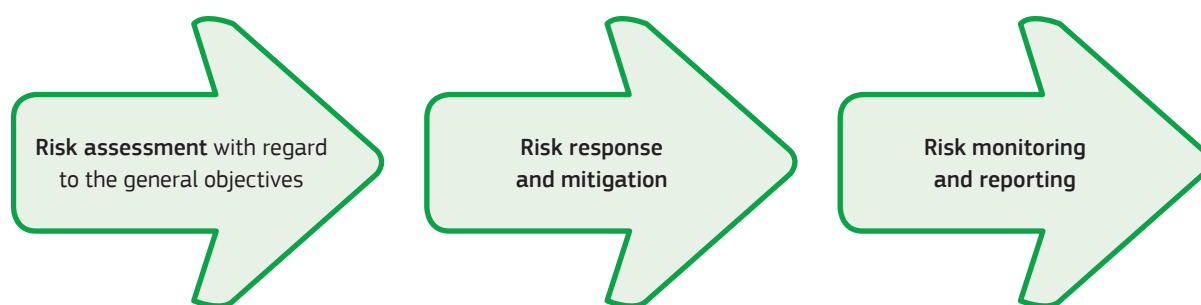 Risk assessment with regard
to the general objectives
Risk response
and mitigation
Risk monitoring
and reporting